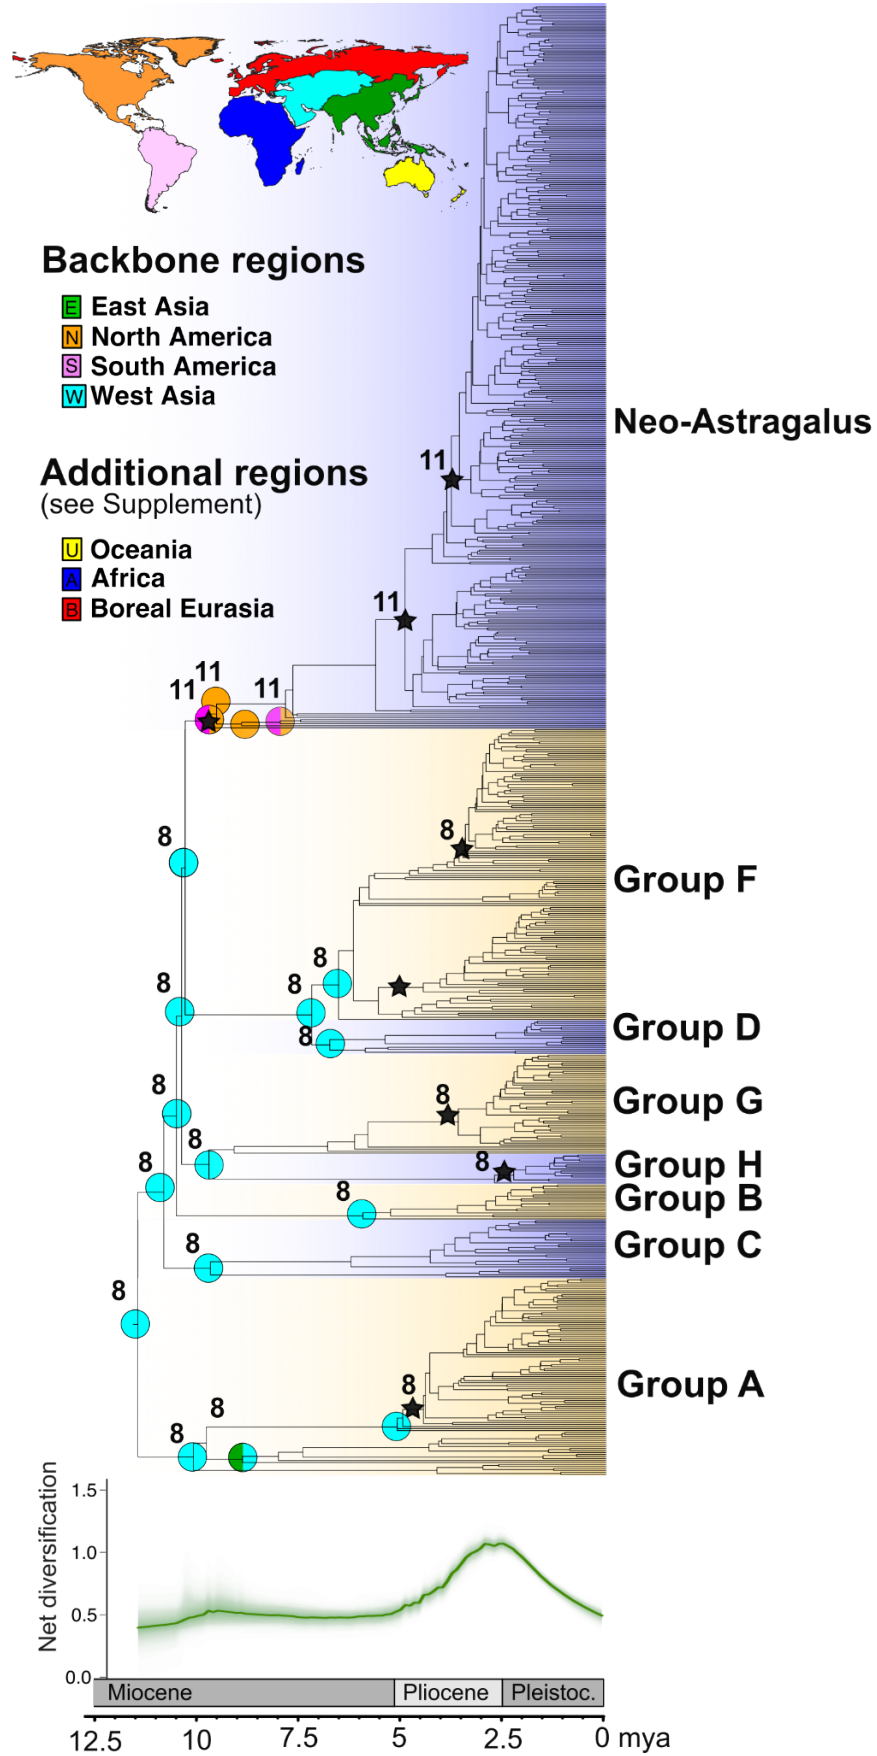 Backbone regions
E East Asia
N North America
S South America
W West Asia
Additional regions
(see Supplement)
U Oceania
A Africa
B Boreal Eurasia
Neo-Astragalus
11
11
11
11
11
8
8
Group F
8
8
8
8
Group D
8
Group G
8
8
8
Group H
8
8
Group B
8
Group C
8
Group A
8
8
8
Net diversification
1.5
1.0
0.5
0.0
Miocene
Pliocene
Pleistoc.
12.5 10 7.5 5 2.5 0 mya